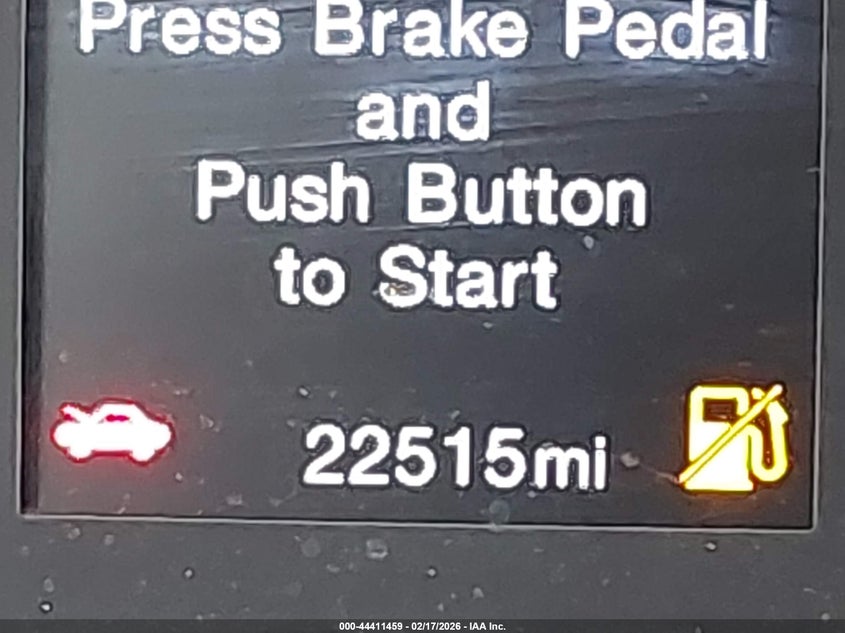 Press Brake Pedal
and
Push Button
to Start
22515mi
000-44411459 - 02/17/2026 - IAA Inc.